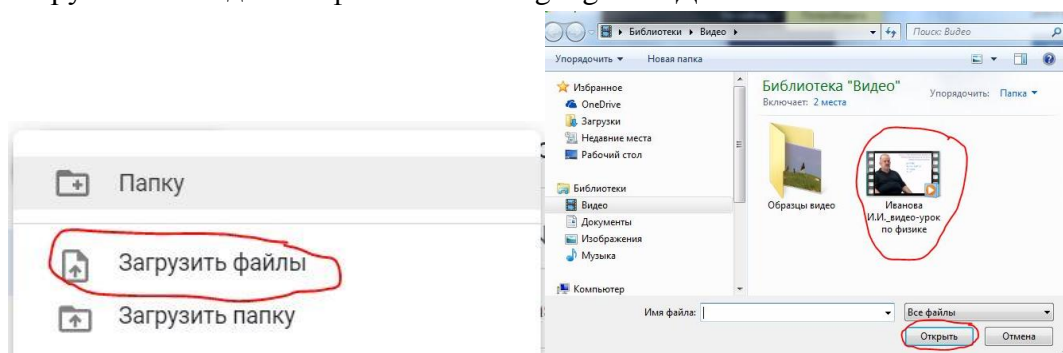 Папку
Загрузить файлы
Загрузить папку
Библиотеки ▸ Видео ▸
Поиск: Видео
Упорядочить ▾ Новая папка
Избранное
OneDrive
Загрузки
Недавние места
Рабочий стол
Библиотеки
Видео
Документы
Изображения
Музыка
Компьютер
Библиотека "Видео"
Включает: 2 места
Упорядочить: Папка ▾
Образцы видео
Иванова
И.И._видео-урок
по физике
Имя файла:
Все файлы
Открыть
Отмена